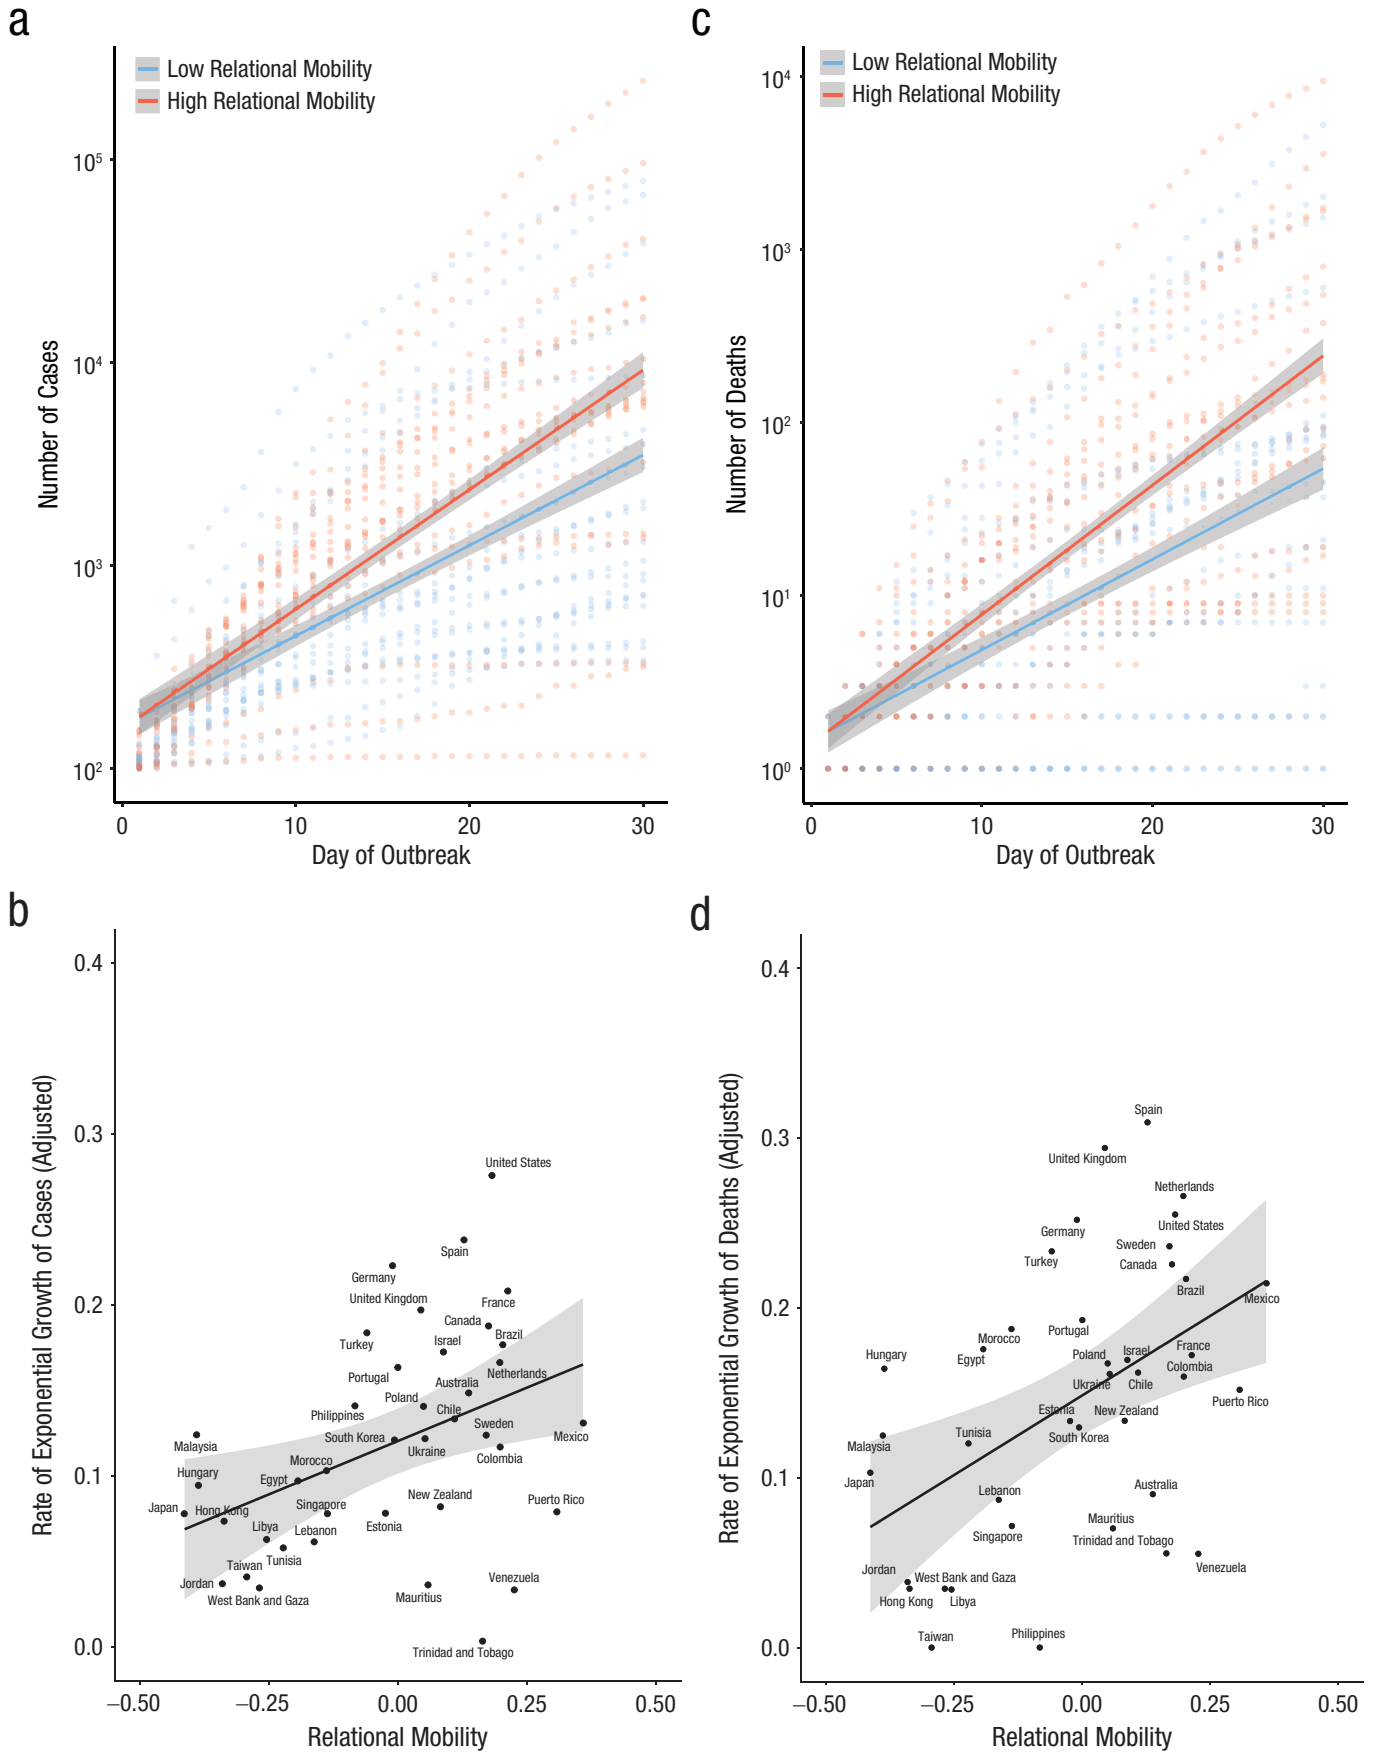 a
Low Relational Mobility
High Relational Mobility
10⁵
10⁴
10³
10²
Number of Cases
0
10
20
30
Day of Outbreak
c
Low Relational Mobility
High Relational Mobility
10⁴
10³
10²
10¹
10⁰
Number of Deaths
0
10
20
30
Day of Outbreak
b
0.4
0.3
0.2
0.1
0.0
Rate of Exponential Growth of Cases (Adjusted)
United States
Spain
Germany
United Kingdom
France
Canada
Turkey
Israel
Brazil
Portugal
Netherlands
Australia
Poland
Philippines
Chile
Sweden
South Korea
Ukraine
Colombia
Mexico
Malaysia
Morocco
Hungary
Egypt
Japan
Hong Kong
Singapore
New Zealand
Puerto Rico
Libya
Lebanon
Estonia
Tunisia
Taiwan
Jordan
West Bank and Gaza
Mauritius
Venezuela
Trinidad and Tobago
−0.50
−0.25
0.00
0.25
0.50
Relational Mobility
d
0.4
0.3
0.2
0.1
0.0
Rate of Exponential Growth of Deaths (Adjusted)
Spain
United Kingdom
Netherlands
Germany
United States
Turkey
Sweden
Canada
Brazil
Mexico
Portugal
Morocco
Egypt
Hungary
Poland
Israel
France
Colombia
Ukraine
Chile
Puerto Rico
Estonia
New Zealand
South Korea
Tunisia
Malaysia
Japan
Lebanon
Australia
Singapore
Mauritius
Trinidad and Tobago
Venezuela
Jordan
West Bank and Gaza
Hong Kong
Libya
Taiwan
Philippines
−0.50
−0.25
0.00
0.25
0.50
Relational Mobility